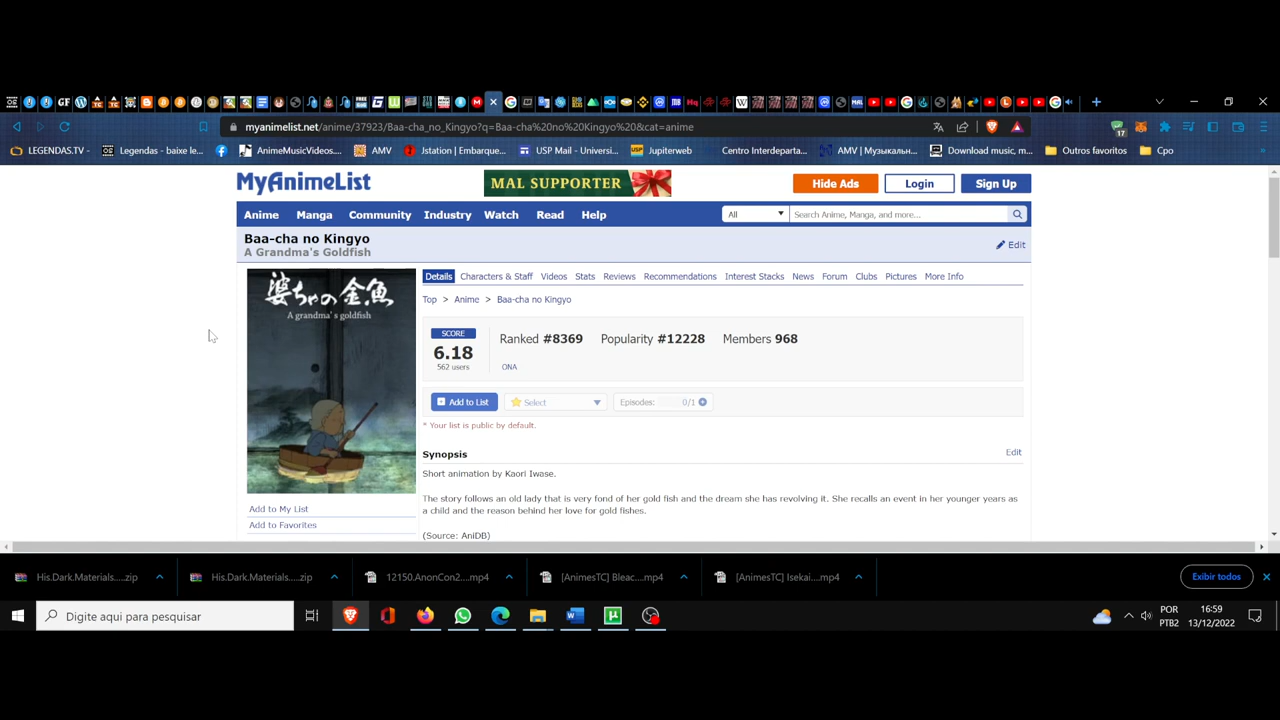 myanimelist.net/anime/37923/Baa-cha_no_Kingyo?q=Baa-cha%20no%20Kingyo%20&cat=anime
17
LEGENDAS.TV - Legendas - baixe le... AnimeMusicVideos.... AMV Jstation | Embarque... USP Mail - Universi... Jupiterweb Centro Interdeparta... AMV | Музыкальн... Download music, m... Outros favoritos Cpo
MyAnimeList MAL SUPPORTER Hide Ads Login Sign Up
Anime Manga Community Industry Watch Read Help All Search Anime, Manga, and more...
Baa-cha no Kingyo
A Grandma's Goldfish
Edit
婆ちゃの金魚
A grandma's goldfish
Details Characters & Staff Videos Stats Reviews Recommendations Interest Stacks News Forum Clubs Pictures More Info
Top > Anime > Baa-cha no Kingyo
SCORE
6.18
562 users
Ranked #8369 Popularity #12228 Members 968
ONA
Add to List Select Episodes: 0/1
* Your list is public by default.
Synopsis Edit
Short animation by Kaori Iwase.
The story follows an old lady that is very fond of her gold fish and the dream she has revolving it. She recalls an event in her younger years as
a child and the reason behind her love for gold fishes.
(Source: AniDB)
Add to My List
Add to Favorites
His.Dark.Materials....zip His.Dark.Materials....zip 12150.AnonCon2....mp4 [AnimesTC] Bleac....mp4 [AnimesTC] Isekai....mp4 Exibir todos
Digite aqui para pesquisar
POR
PTB2
16:59
13/12/2022